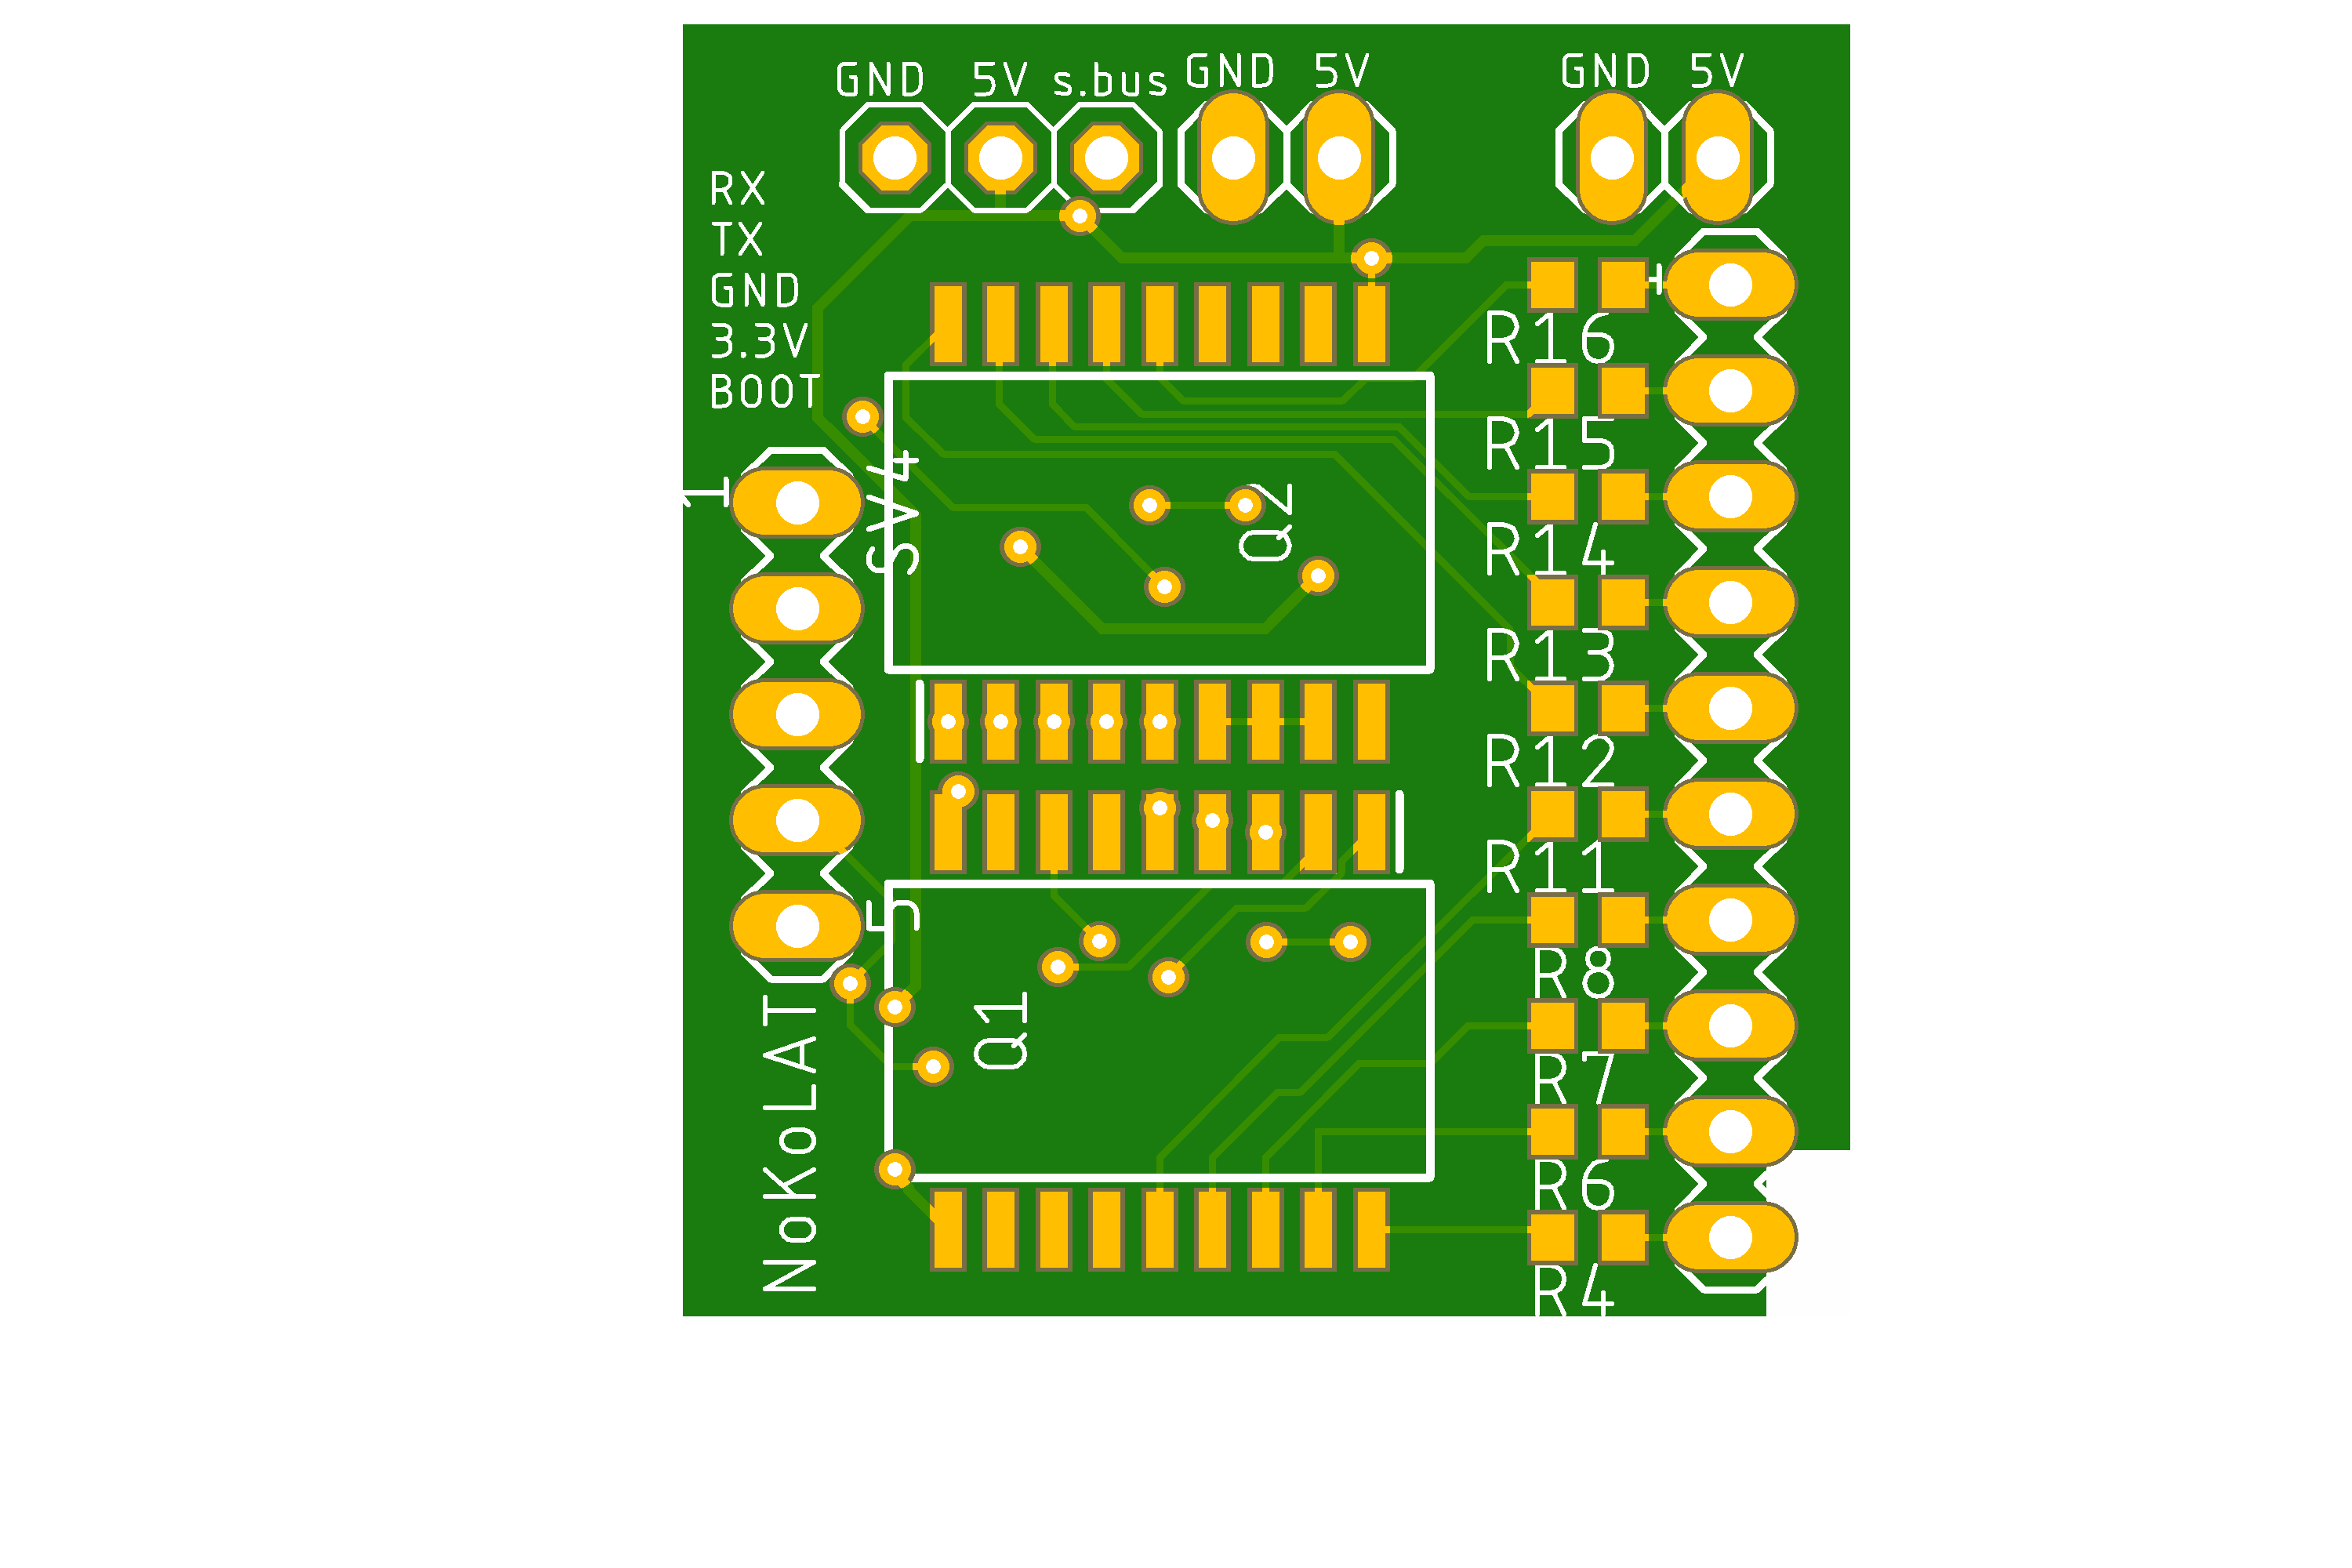 GND 5V s.bus GND 5V GND 5V
RX
TX
GND
3.3V
BOOT
1
1
R16
R15
R14
R13
R12
R11
R8
R7
R6
R4
SV4
Q2
5
Q1
NoKoLAT